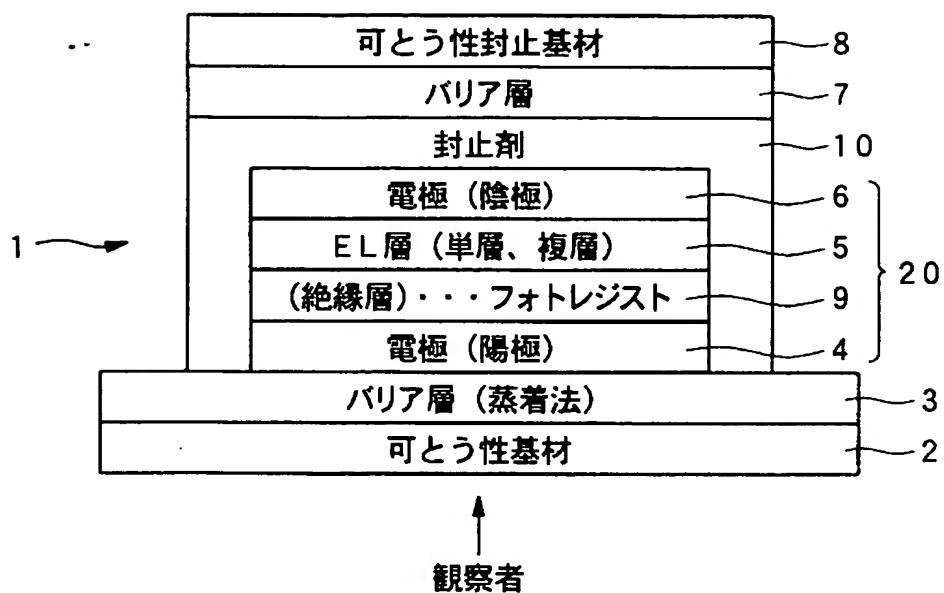 可とう性封止基材 8
バリア層 7
封止剤 10
電極（陰極） 6
1 EL層（単層、複層） 5 20
（絶縁層）・・・フォトレジスト 9
電極（陽極） 4
バリア層（蒸着法） 3
可とう性基材 2
観察者